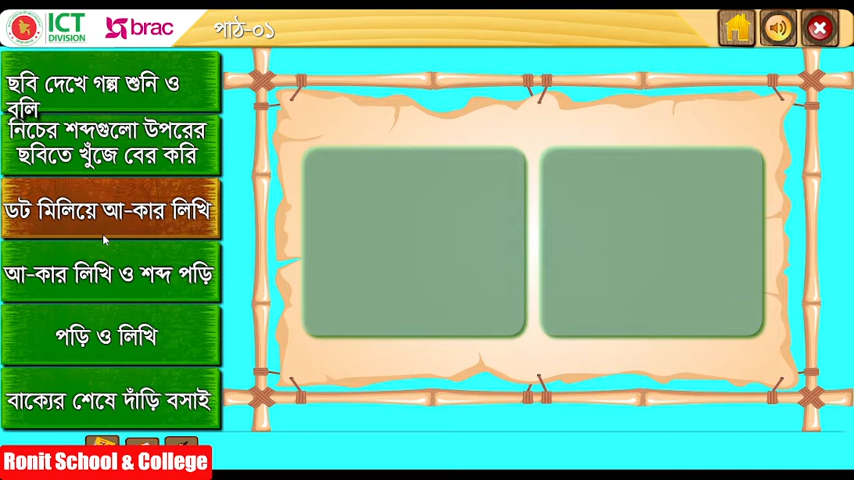 ICT
DIVISION
brac
পাঠ-০১
ছবি দেখে গল্প শুনি ও
বলি
নিচের শব্দগুলো উপরের
ছবিতে খুঁজে বের করি
ডট মিলিয়ে আ-কার লিখি
আ-কার লিখি ও শব্দ পড়ি
পড়ি ও লিখি
বাক্যের শেষে দাঁড়ি বসাই
Ronit School & College